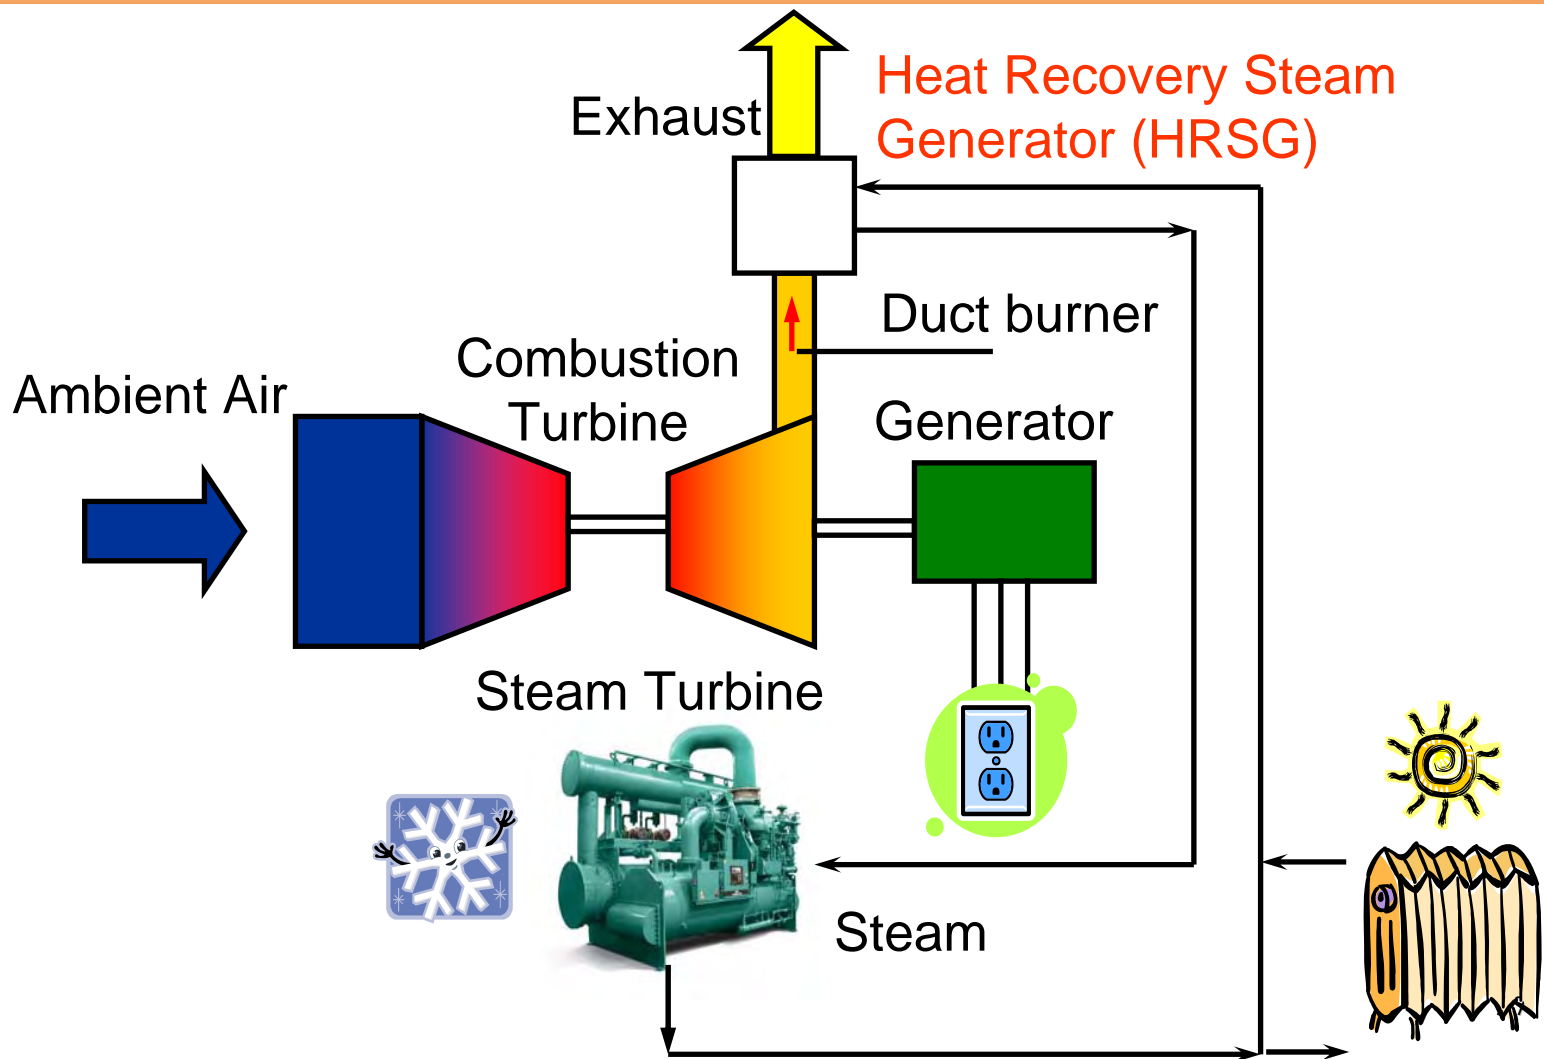 Exhaust
Heat Recovery Steam
Generator (HRSG)
Duct burner
Combustion
Turbine
Ambient Air
Generator
Steam Turbine
Steam